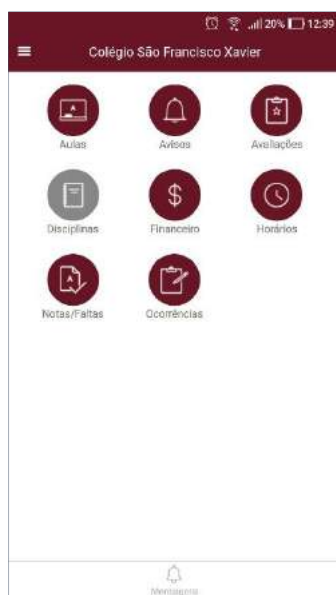 20% 12:39
Colégio São Francisco Xavier
Aulas Avisos Avaliações
Disciplinas Financeiro Horários
Notas/Faltas Ocorrências
Mensagens